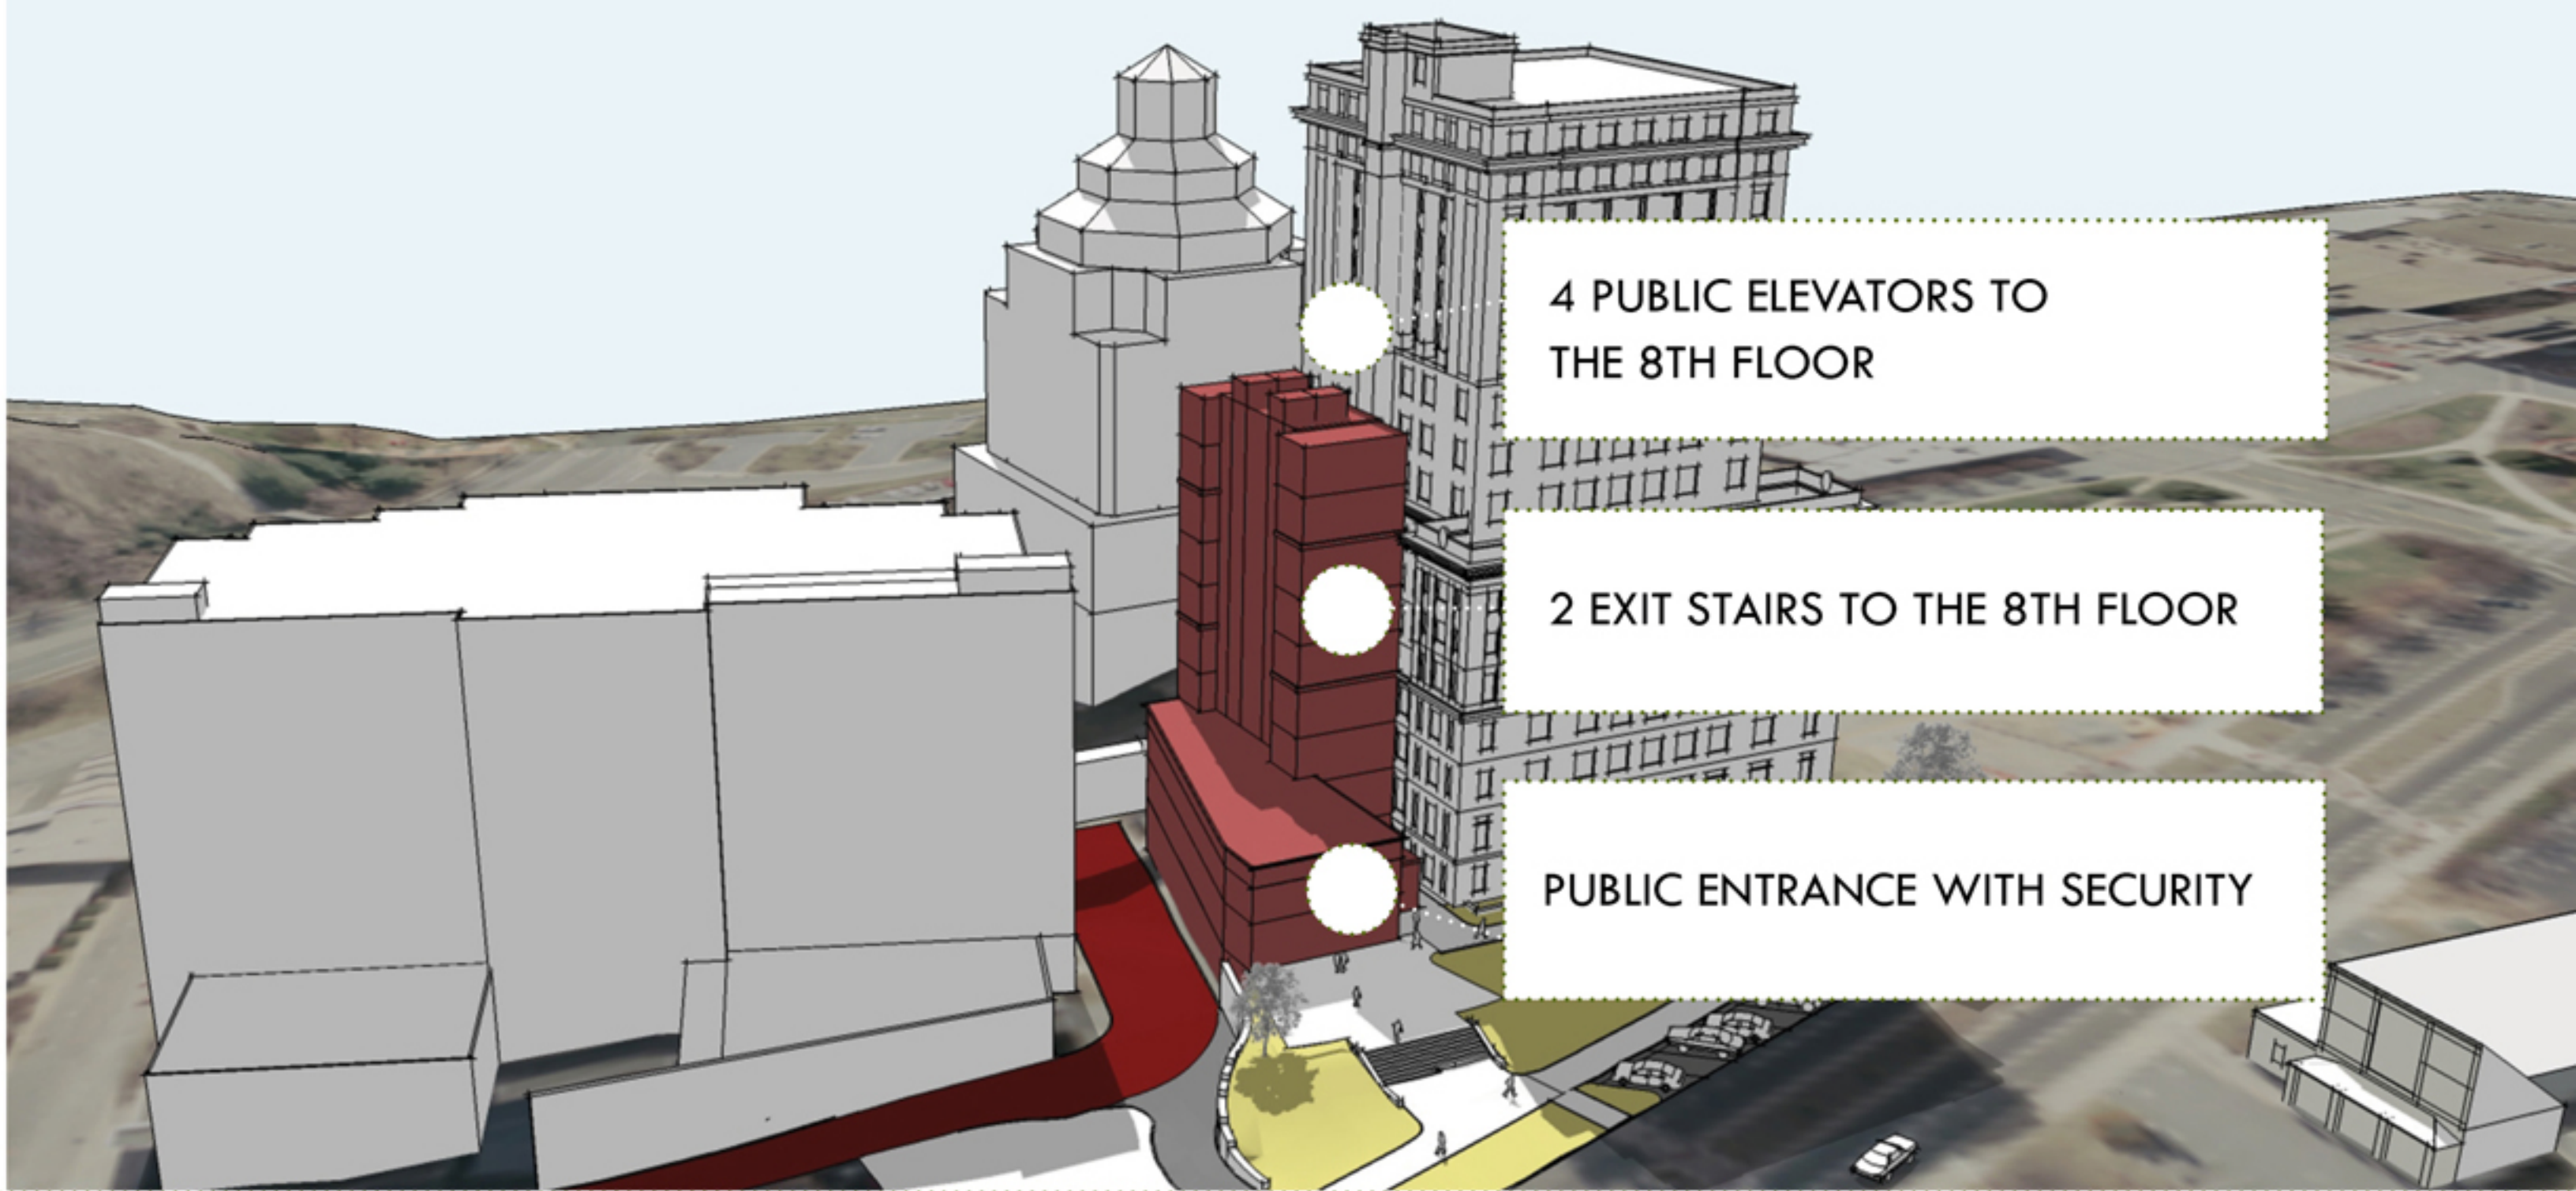 4 PUBLIC ELEVATORS TO
THE 8TH FLOOR
2 EXIT STAIRS TO THE 8TH FLOOR
PUBLIC ENTRANCE WITH SECURITY